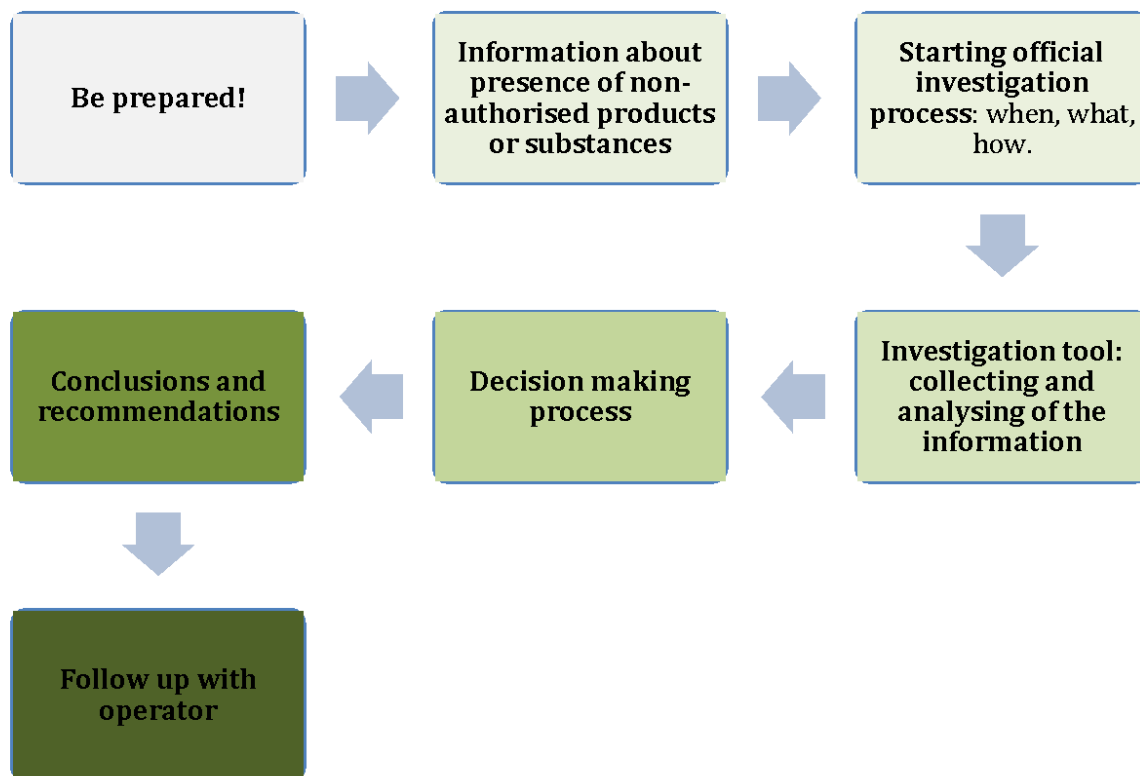 Be prepared!
Information about
presence of non-
authorised products
or substances
Starting official
investigation
process: when, what,
how.
Investigation tool:
collecting and
analysing of the
information
Decision making
process
Conclusions and
recommendations
Follow up with
operator